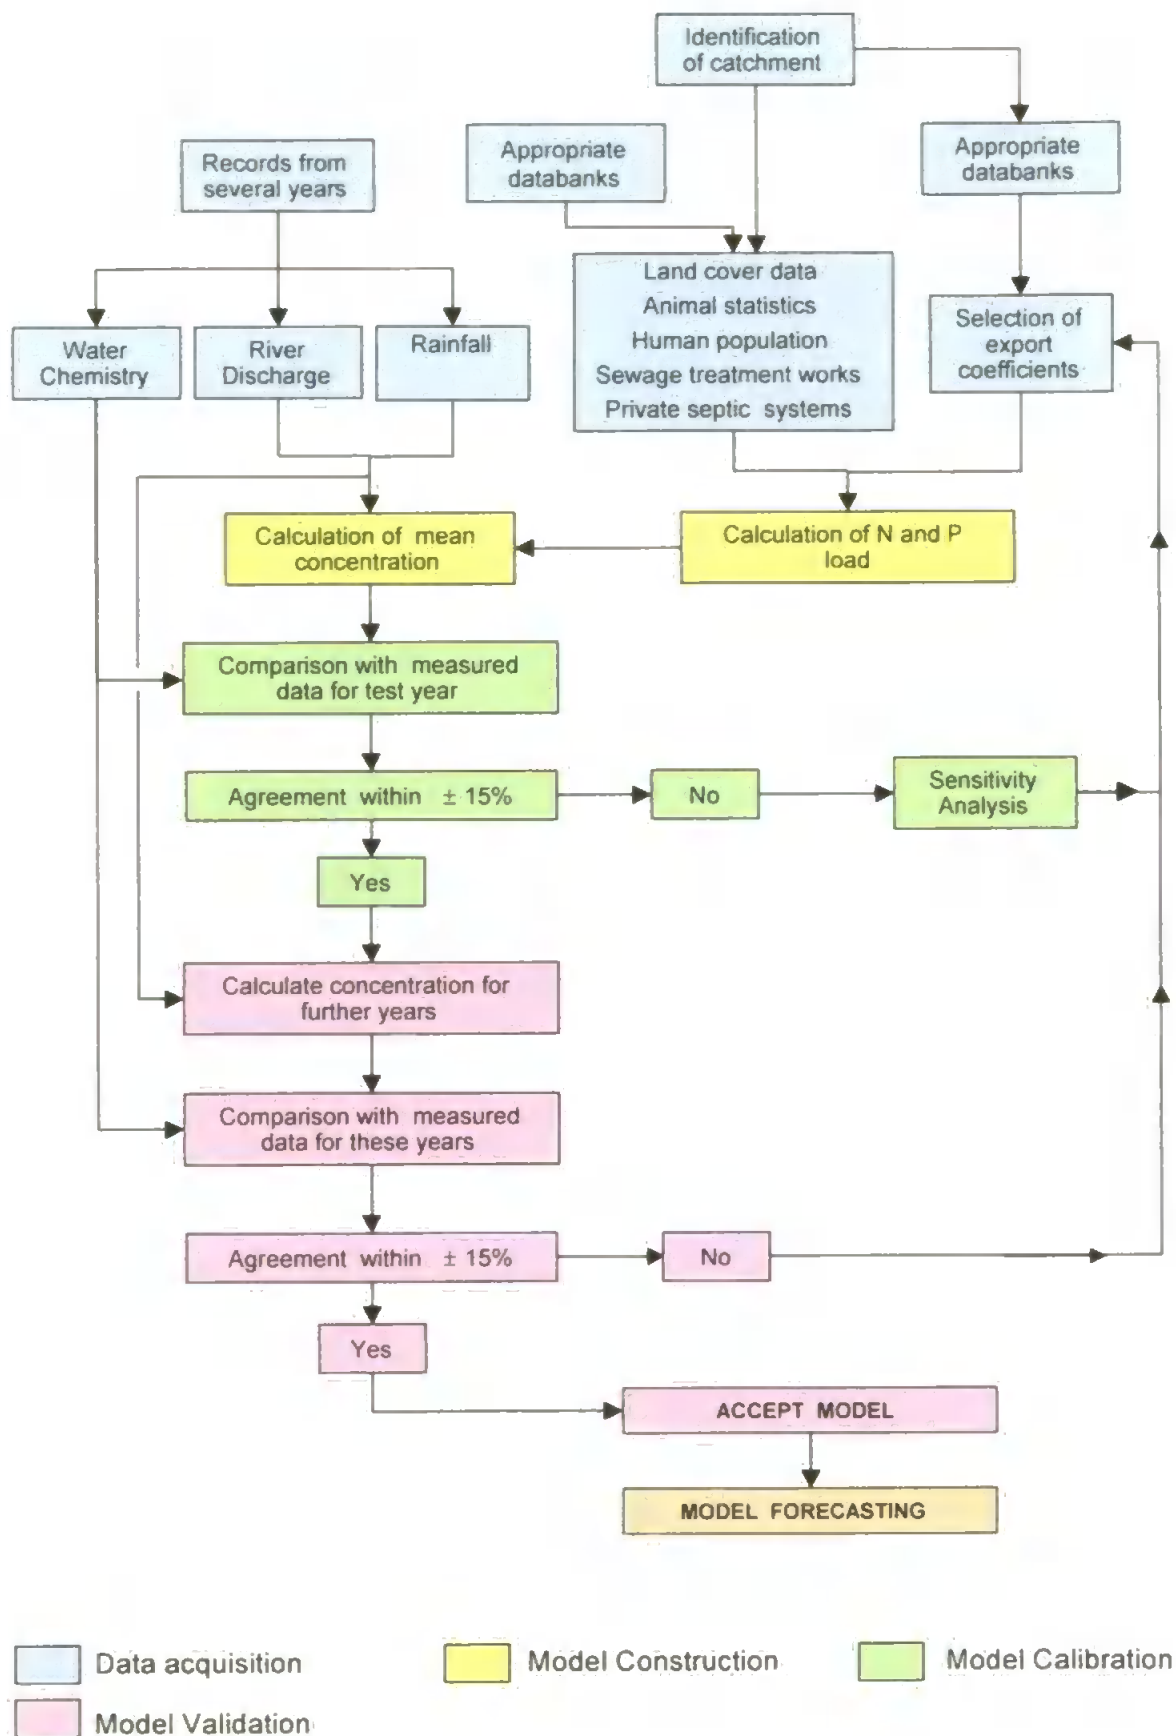 Identification
of catchment
Appropriate
databanks
Appropriate
databanks
Records from
several years
Land cover data
Animal statistics
Human population
Sewage treatment works
Private septic systems
Selection of
export
coefficients
Water
Chemistry
River
Discharge
Rainfall
Calculation of mean
concentration
Calculation of N and P
load
Comparison with measured
data for test year
Agreement within ± 15%
No
Sensitivity
Analysis
Yes
Calculate concentration for
further years
Comparison with measured
data for these years
Agreement within ± 15%
No
Yes
ACCEPT MODEL
MODEL FORECASTING
Data acquisition
Model Construction
Model Calibration
Model Validation